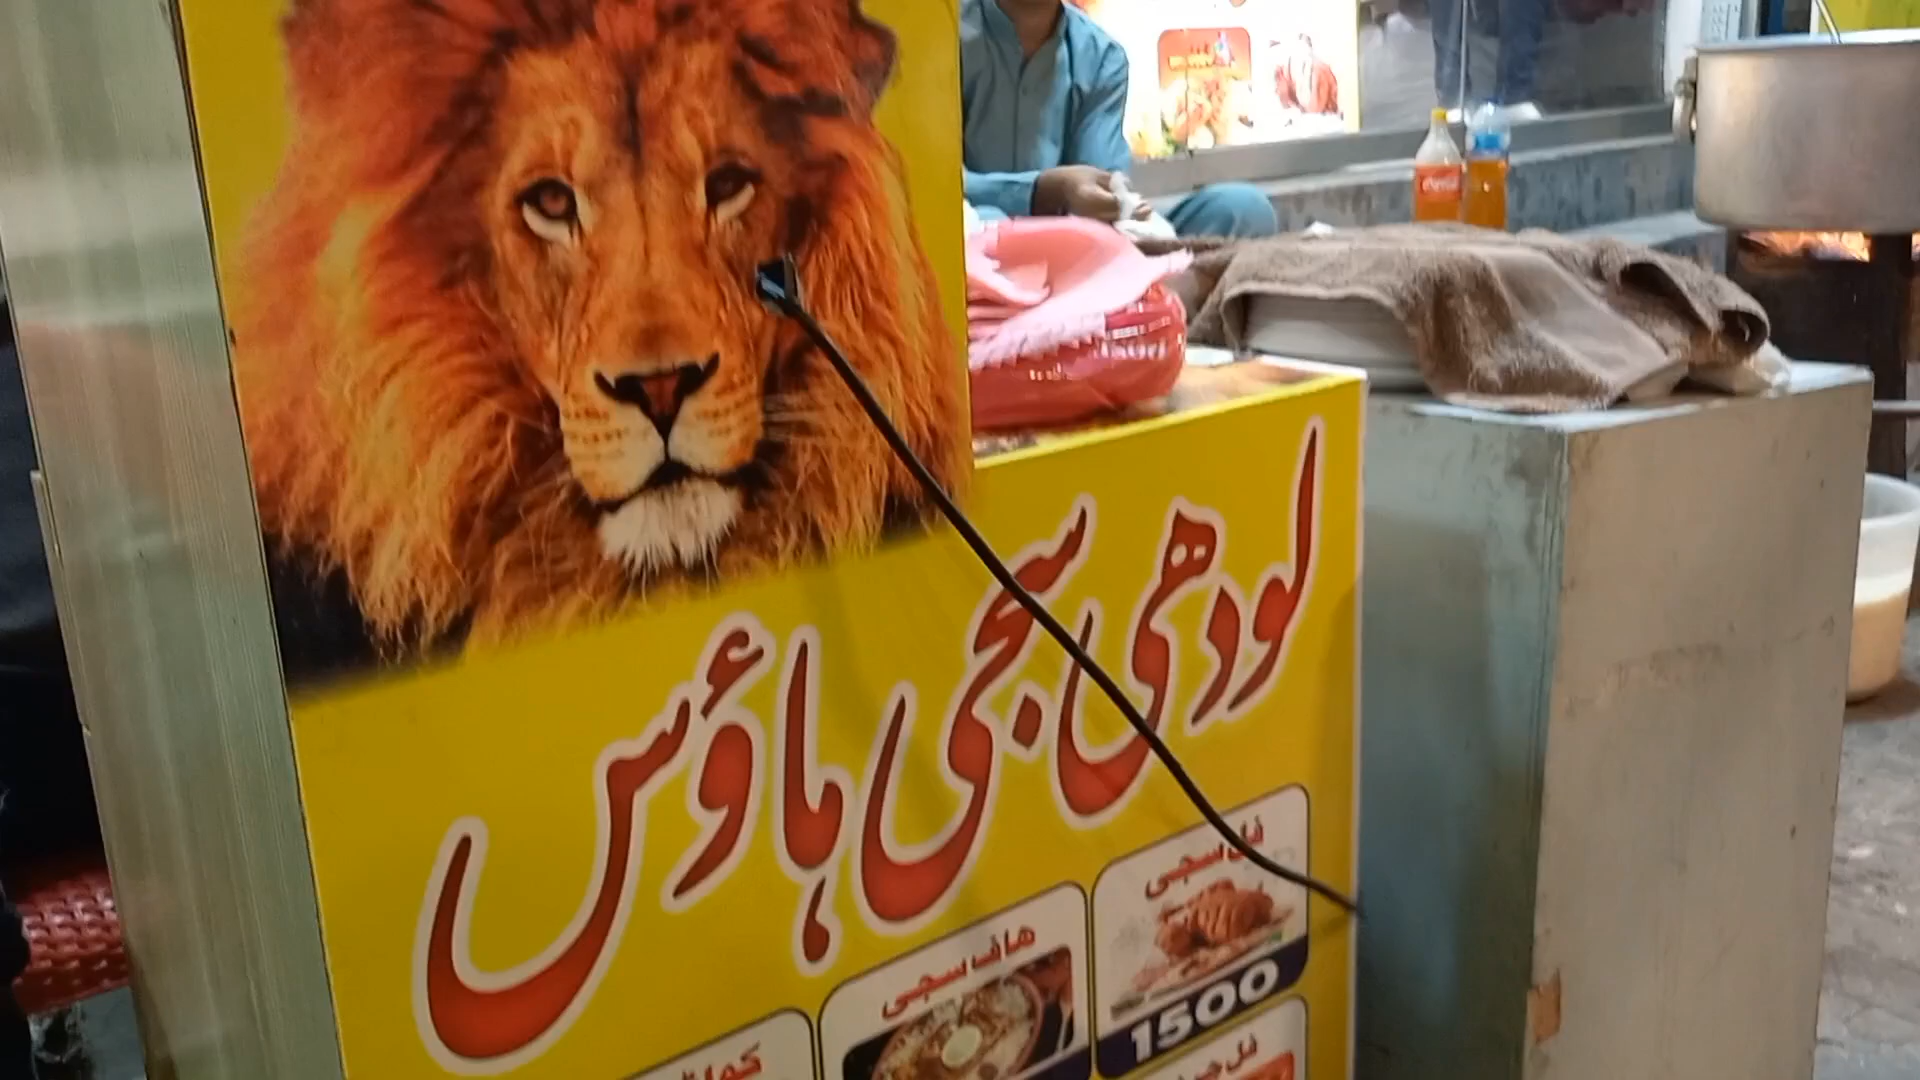 لودھی سجی ہاؤس
فل سجی
1500
ہاف سجی